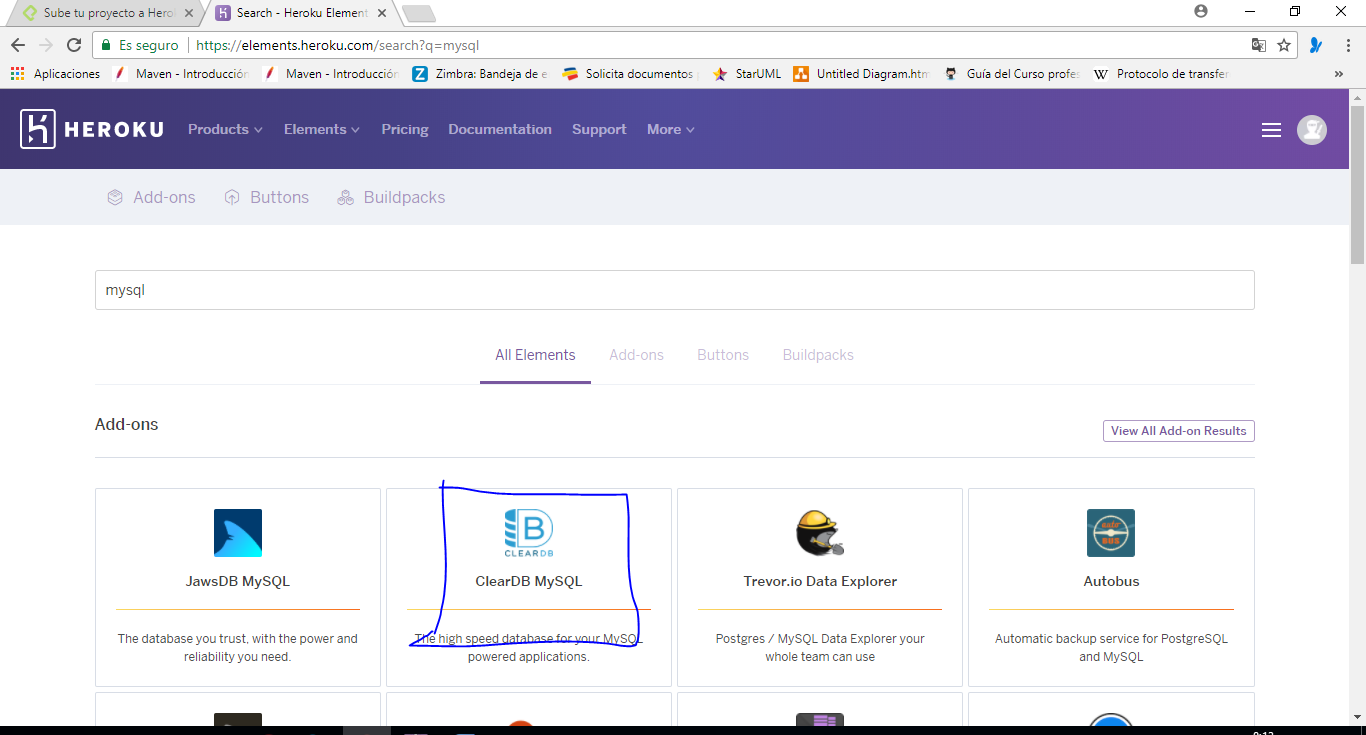 Sube tu proyecto a Hero
Search - Heroku Element
Es seguro
https://elements.heroku.com/search?q=mysql
Aplicaciones
Maven - Introducción
Maven - Introducción
Zimbra: Bandeja de e
Solicita documentos
StarUML
Untitled Diagram.htm
Guía del Curso profes
Protocolo de transfer
»
HEROKU
Products
Elements
Pricing
Documentation
Support
More
Add-ons
Buttons
Buildpacks
mysql
All Elements
Add-ons
Buttons
Buildpacks
Add-ons
View All Add-on Results
JawsDB MySQL
The database you trust, with the power and
reliability you need.
B
CLEARDB
ClearDB MySQL
The high speed database for your MySQL
powered applications.
Trevor.io Data Explorer
Postgres / MySQL Data Explorer your
whole team can use
auto
BUS
Autobus
Automatic backup service for PostgreSQL
and MySQL